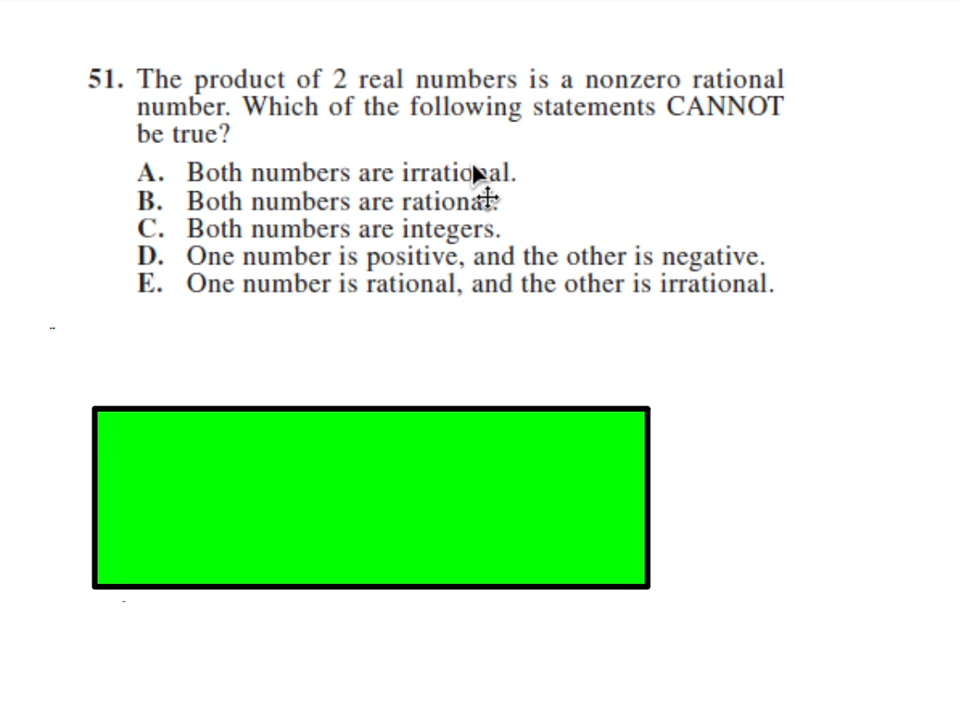 51. The product of 2 real numbers is a nonzero rational
number. Which of the following statements CANNOT
be true?
A. Both numbers are irrational.
B. Both numbers are rational.
C. Both numbers are integers.
D. One number is positive, and the other is negative.
E. One number is rational, and the other is irrational.